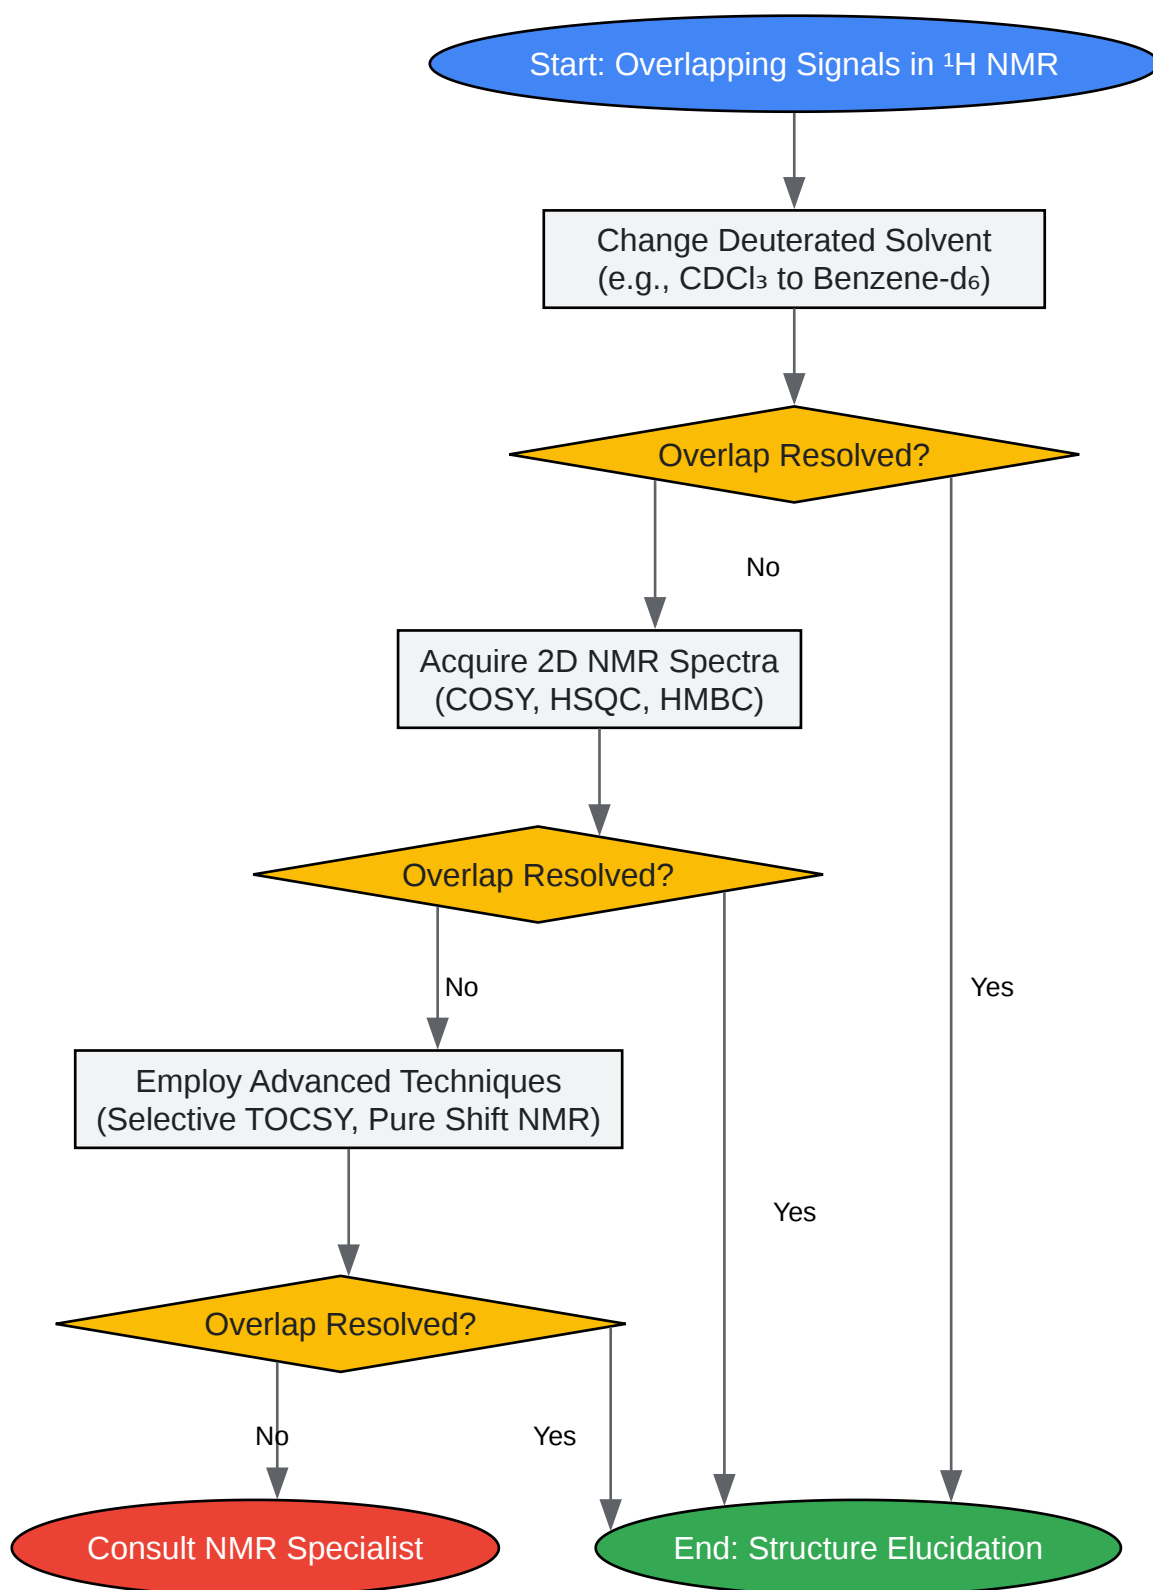 Start: Overlapping Signals in ¹H NMR
Change Deuterated Solvent
(e.g., CDCl₃ to Benzene-d₆)
Overlap Resolved?
No
Acquire 2D NMR Spectra
(COSY, HSQC, HMBC)
Overlap Resolved?
No
Yes
Employ Advanced Techniques
(Selective TOCSY, Pure Shift NMR)
Yes
Overlap Resolved?
No
Yes
Consult NMR Specialist
End: Structure Elucidation